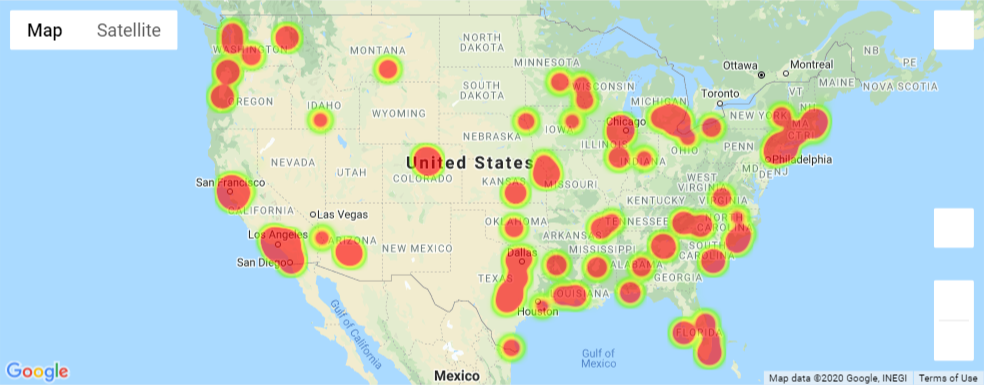 Map Satellite
WASHINGTON
MONTANA
NORTH
DAKOTA
MINNESOTA
Ottawa
Montreal
NB
PE
NOVA SCOTIA
MAINE
OREGON
IDAHO
SOUTH
DAKOTA
WISCONSIN
MICHIGAN
Toronto
VT
NH
NEW YORK
MA
CT RI
WYOMING
NEBRASKA
IOWA
Chicago
ILLINOIS
INDIANA
OHIO
PENN
Philadelphia
MD
DE
NJ
NEVADA
UTAH
United States
COLORADO
KANSAS
MISSOURI
WEST
VIRGINIA
VIRGINIA
KENTUCKY
San Francisco
CALIFORNIA
Las Vegas
Los Angeles
San Diego
ARIZONA
NEW MEXICO
OKLAHOMA
ARKANSAS
TENNESSEE
NORTH
CAROLINA
SOUTH
CAROLINA
MISSISSIPPI
ALABAMA
GEORGIA
Dallas
TEXAS
LOUISIANA
Houston
FLORIDA
Gulf of
California
Gulf of
Mexico
Mexico
Google
Map data ©2020 Google, INEGI Terms of Use